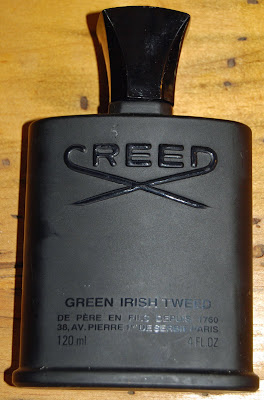 CREED
GREEN IRISH TWEED
DE PÈRE EN FILS DEPUIS 1760
38, AV. PIERRE 1ᵉʳ DE SERBIE PARIS
120 ml 4 FL OZ